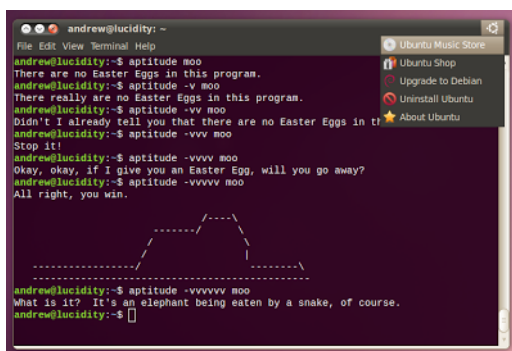 andrew@lucidity: ~
File Edit View Terminal Help
Ubuntu Music Store
Ubuntu Shop
Upgrade to Debian
Uninstall Ubuntu
About Ubuntu
andrew@lucidity:~$ aptitude moo
There are no Easter Eggs in this program.
andrew@lucidity:~$ aptitude -v moo
There really are no Easter Eggs in this program.
andrew@lucidity:~$ aptitude -vv moo
Didn't I already tell you that there are no Easter Eggs in th
andrew@lucidity:~$ aptitude -vvv moo
Stop it!
andrew@lucidity:~$ aptitude -vvvv moo
Okay, okay, if I give you an Easter Egg, will you go away?
andrew@lucidity:~$ aptitude -vvvvv moo
All right, you win.
andrew@lucidity:~$ aptitude -vvvvvv moo
What is it?  It's an elephant being eaten by a snake, of course.
andrew@lucidity:~$